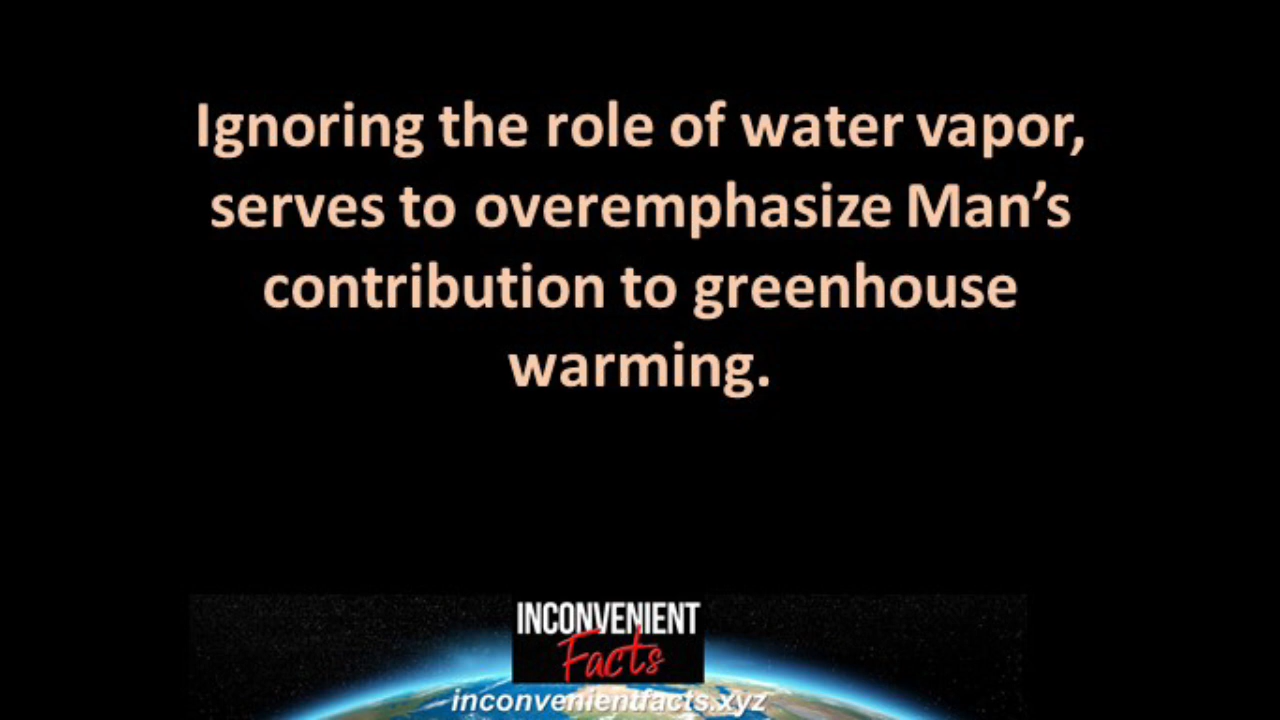 Ignoring the role of water vapor,
serves to overemphasize Man’s
contribution to greenhouse
warming.
INCONVENIENT
Facts
inconvenientfacts.xyz